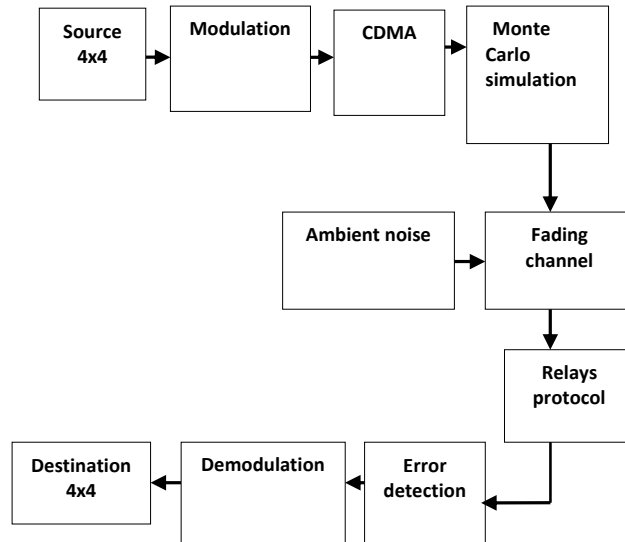 Source
4x4
Modulation
CDMA
Monte
Carlo
simulation
Ambient noise
Fading
channel
Relays
protocol
Destination
4x4
Demodulation
Error
detection